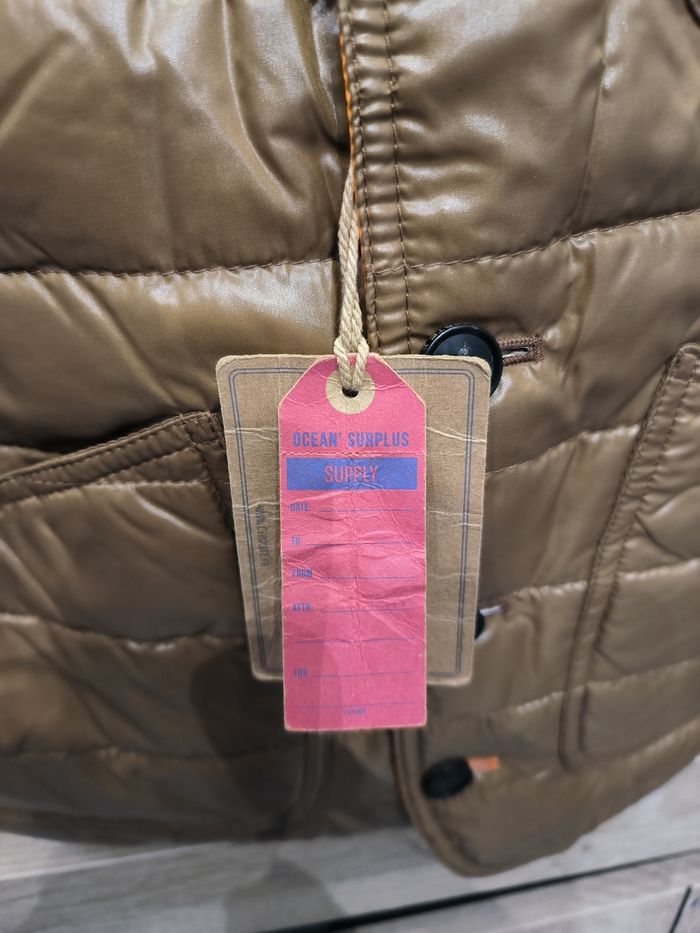 OCEAN' SURPLUS
SUPPLY
DATE:
TO
FROM
ATTN:
FOR